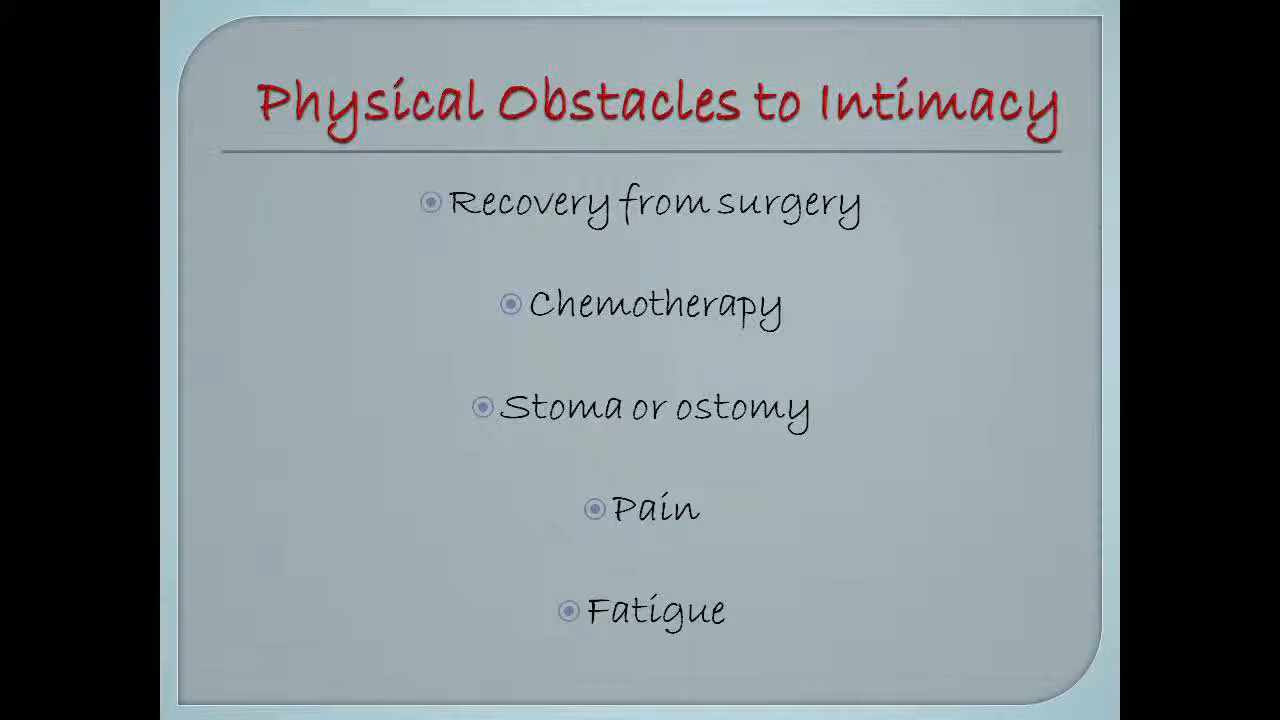 Physical Obstacles to Intimacy
Recovery from surgery
Chemotherapy
Stoma or ostomy
Pain
Fatigue